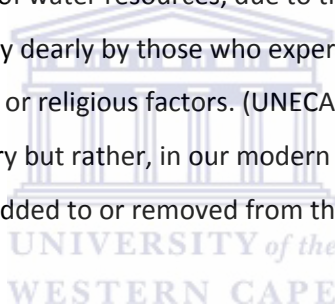 of water resources, due to th
y dearly by those who exper
or religious factors. (UNECA
ry but rather, in our modern
dded to or removed from th
UNIVERSITY of the
WESTERN CAPE